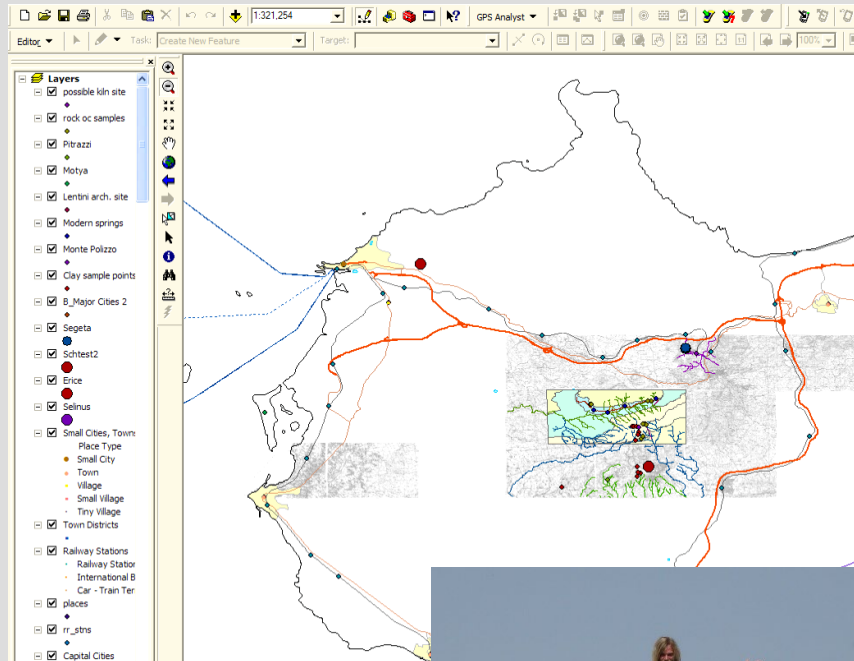 1:321,254
GPS Analyst
Editor
Task:
Create New Feature
Target:
1:1
100%
Layers
possible kiln site
rock oc samples
Pitrazzi
Motya
Lentini arch. site
Modern springs
Monte Polizzo
Clay sample points
B_Major Cities 2
Segeta
Schtest2
Erice
Selinus
Small Cities, Town
Place Type
Small City
Town
Village
Small Village
Tiny Village
Town Districts
Railway Stations
Railway Station
International B
Car - Train Ter
places
rr_stns
Capital Cities